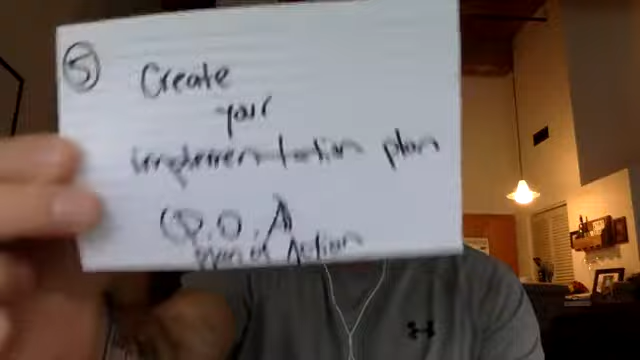 5
Create
your
implementation plan
(P.O.A)
Plan of Action